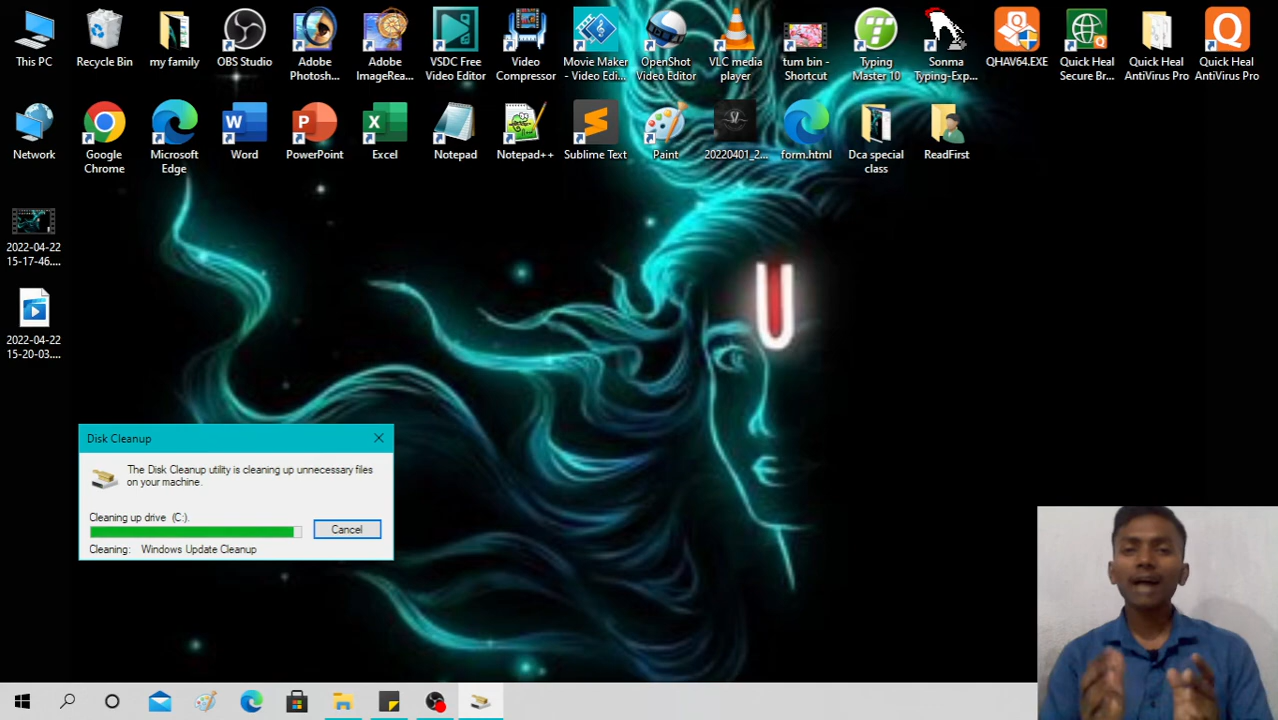 This PC
Recycle Bin
my family
OBS Studio
Adobe
Photosh...
Adobe
ImageRea...
VSDC Free
Video Editor
Video
Compressor
Movie Maker
- Video Edi...
OpenShot
Video Editor
VLC media
player
tum bin -
Shortcut
Typing
Master 10
Sonma
Typing-Exp...
QHAV64.EXE
Quick Heal
Secure Br...
Quick Heal
AntiVirus Pro
Quick Heal
AntiVirus Pro
Network
Google
Chrome
Microsoft
Edge
Word
PowerPoint
Excel
Notepad
Notepad++
Sublime Text
Paint
20220401_2...
form.html
Dca special
class
ReadFirst
2022-04-22
15-17-46....
2022-04-22
15-20-03....
Disk Cleanup
The Disk Cleanup utility is cleaning up unnecessary files
on your machine.
Cleaning up drive (C:).
Cancel
Cleaning: Windows Update Cleanup